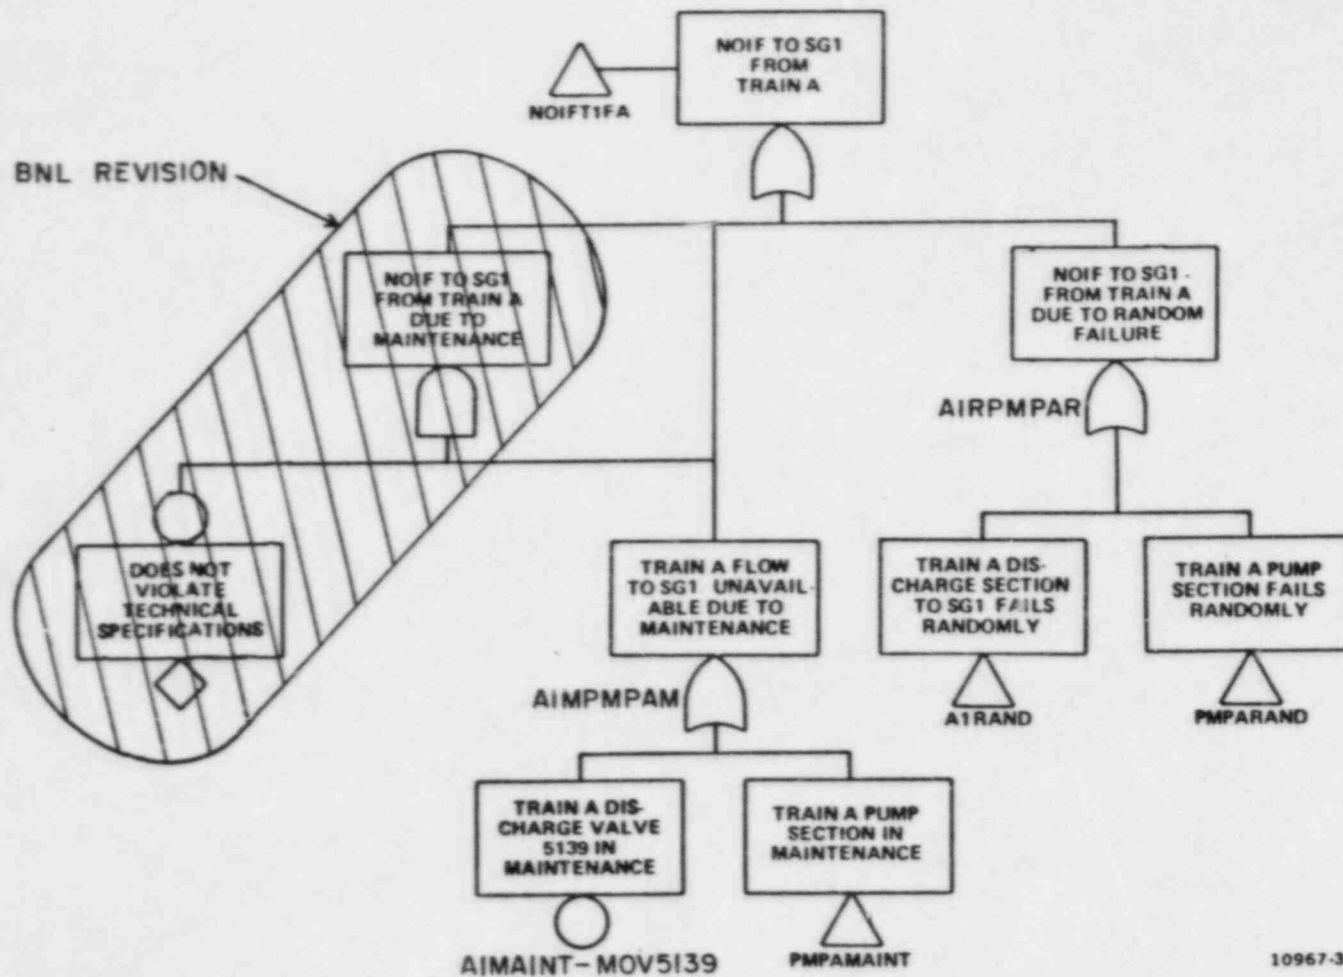 NOIF TO SG1
FROM
TRAIN A
NOIFT1FA
BNL REVISION
NOIF TO SG1
FROM TRAIN A
DUE TO
MAINTENANCE
NOIF TO SG1 -
FROM TRAIN A
DUE TO RANDOM
FAILURE
AIRPMPAR
DOES NOT
VIOLATE
TECHNICAL
SPECIFICATIONS
TRAIN A FLOW
TO SG1 UNAVAIL-
ABLE DUE TO
MAINTENANCE
TRAIN A DIS-
CHARGE SECTION
TO SG1 FAILS
RANDOMLY
TRAIN A PUMP
SECTION FAILS
RANDOMLY
AIMPMPAM
A1RAND
PMPARAND
TRAIN A DIS-
CHARGE VALVE
5139 IN
MAINTENANCE
TRAIN A PUMP
SECTION IN
MAINTENANCE
AIMAINT-MOV5139
PMPAMAINT